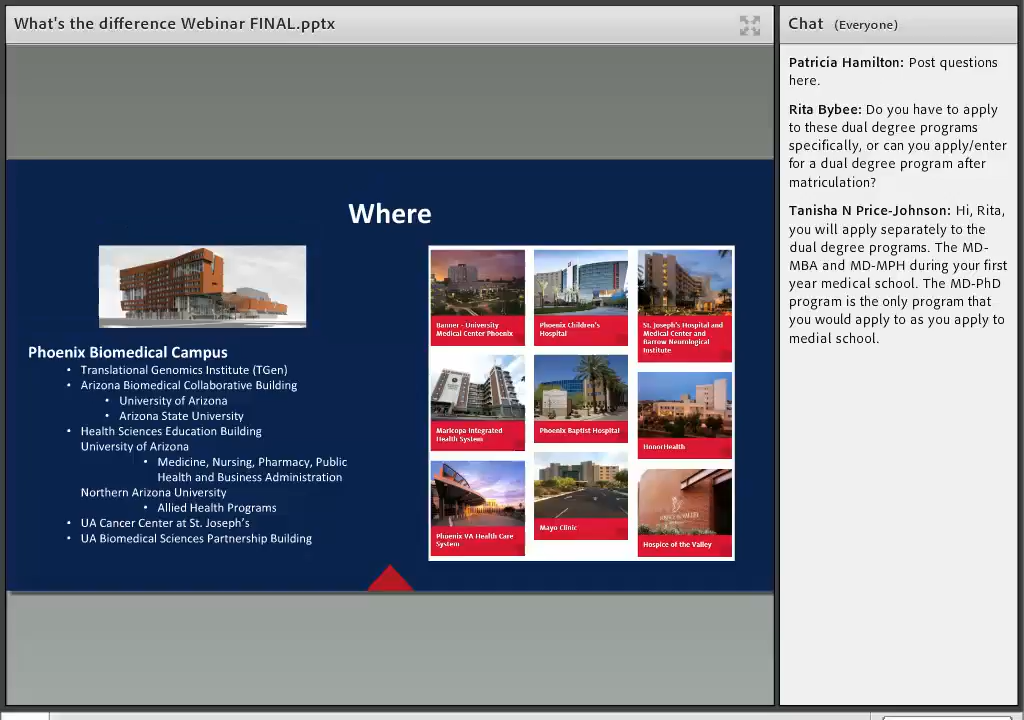 What's the difference Webinar FINAL.pptx
Where
Phoenix Biomedical Campus
• Translational Genomics Institute (TGen)
• Arizona Biomedical Collaborative Building
• University of Arizona
• Arizona State University
• Health Sciences Education Building
University of Arizona
• Medicine, Nursing, Pharmacy, Public
Health and Business Administration
Northern Arizona University
• Allied Health Programs
• UA Cancer Center at St. Joseph's
• UA Biomedical Sciences Partnership Building
Banner - University
Medical Center Phoenix
Phoenix Children's
Hospital
St. Joseph's Hospital and
Medical Center and
Barrow Neurological
Institute
Maricopa Integrated
Health System
Phoenix Baptist Hospital
HonorHealth
Phoenix VA Health Care
System
Mayo Clinic
Hospice of the Valley
Chat (Everyone)
Patricia Hamilton: Post questions
here.
Rita Bybee: Do you have to apply
to these dual degree programs
specifically, or can you apply/enter
for a dual degree program after
matriculation?
Tanisha N Price-Johnson: Hi, Rita,
you will apply separately to the
dual degree programs. The MD-
MBA and MD-MPH during your first
year medical school. The MD-PhD
program is the only program that
you would apply to as you apply to
medial school.